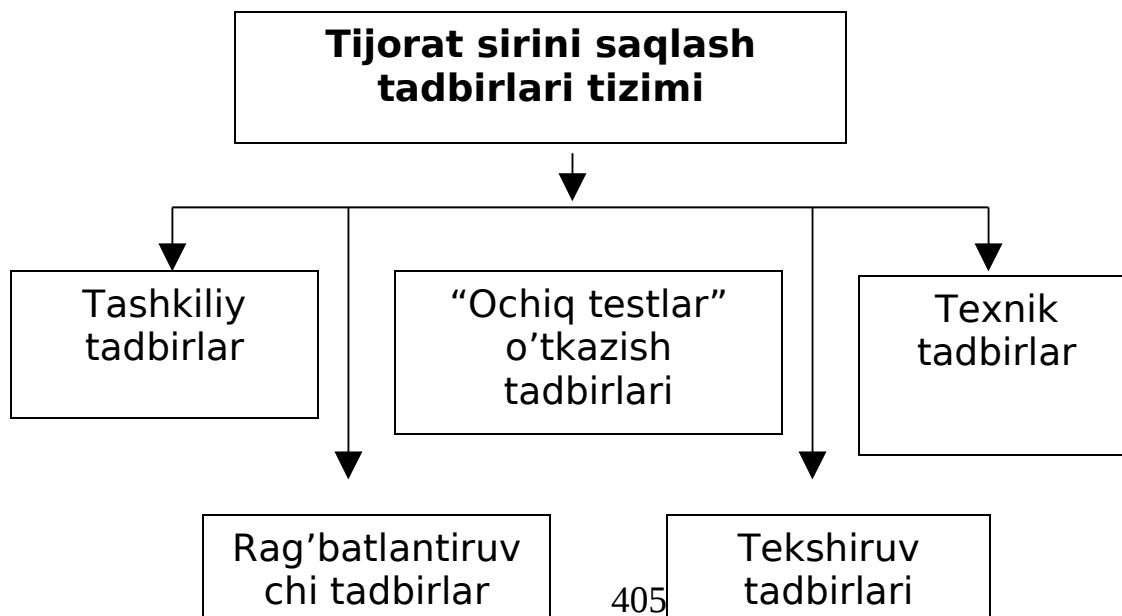 Tijorat sirini saqlash
tadbirlari tizimi
Tashkiliy
tadbirlar
“Ochiq testlar”
o’tkazish
tadbirlari
Texnik
tadbirlar
Rag’batlantiruv
chi tadbirlar
Tekshiruv
tadbirlari
405